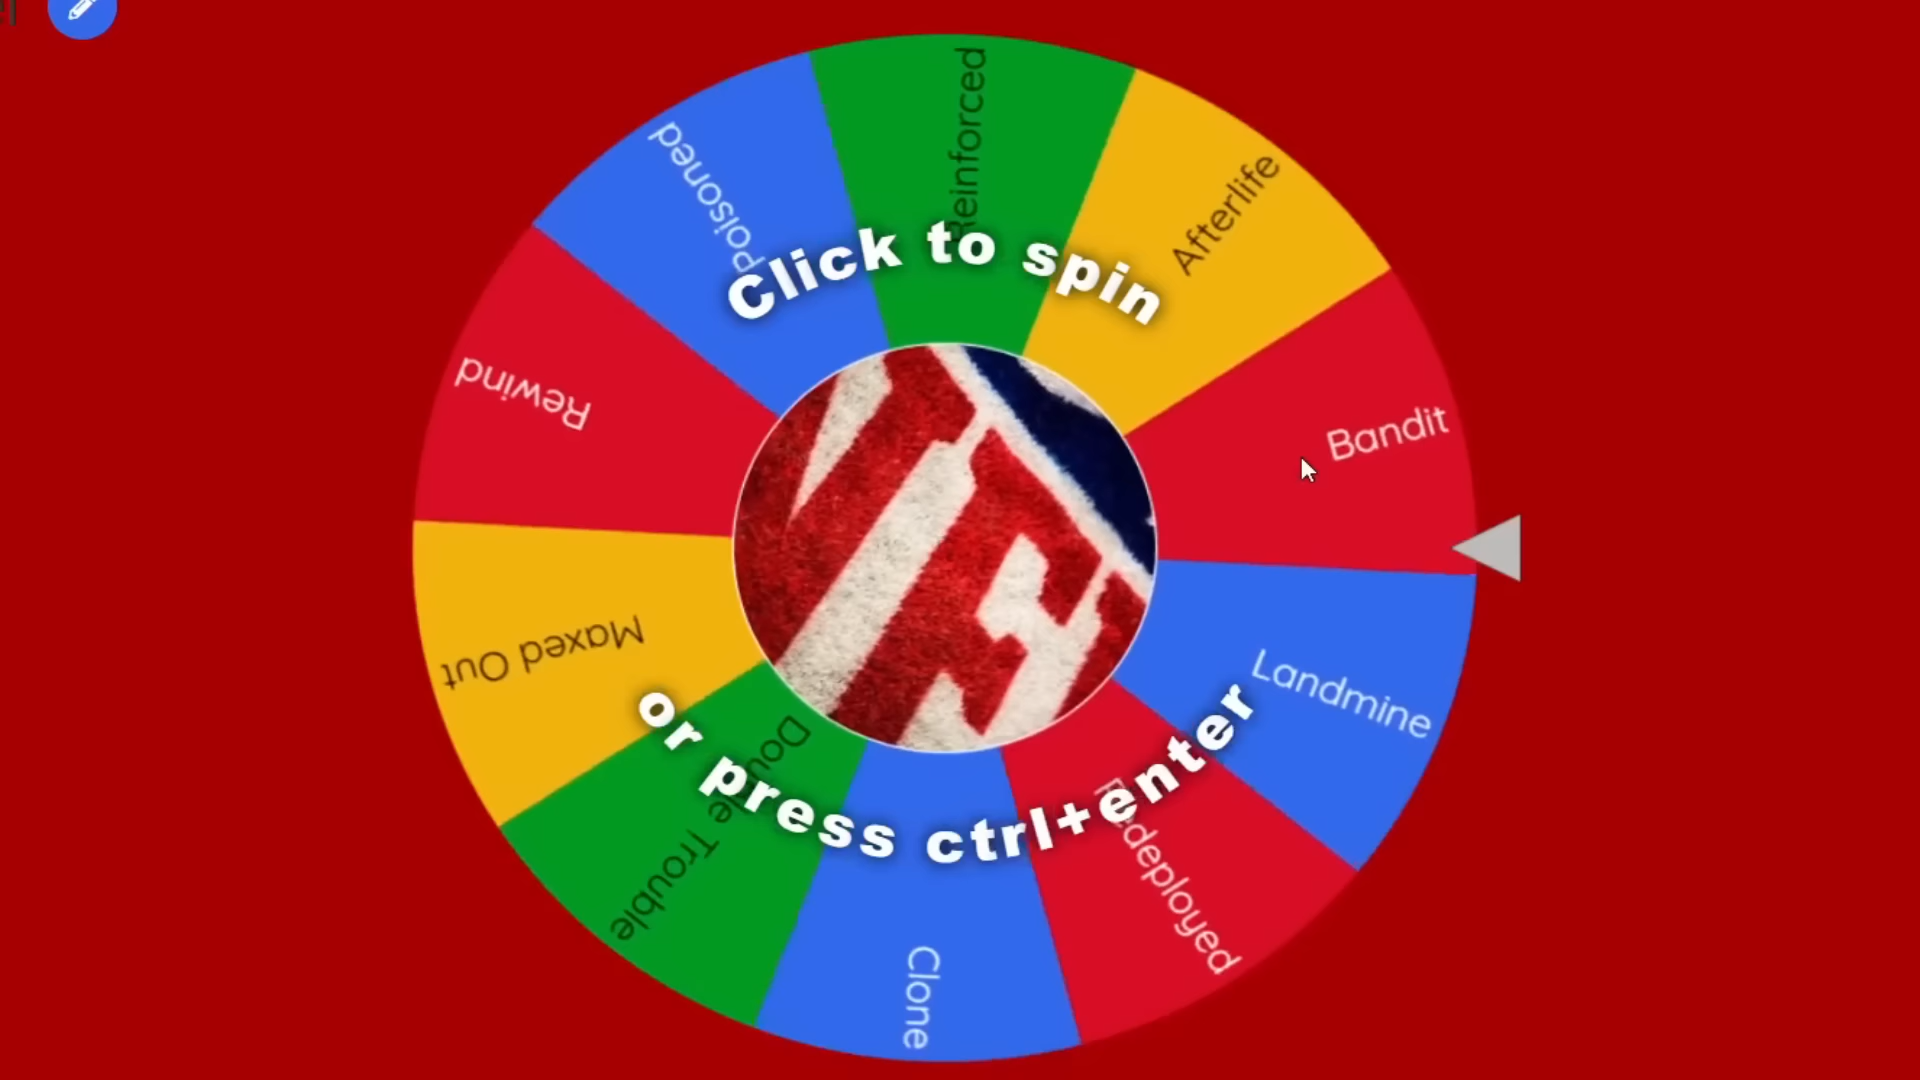 Click to spin
or press ctrl+enter
Reinforced
Afterlife
Bandit
Landmine
Redeployed
Clone
Double Trouble
Maxed Out
Rewind
Poisoned